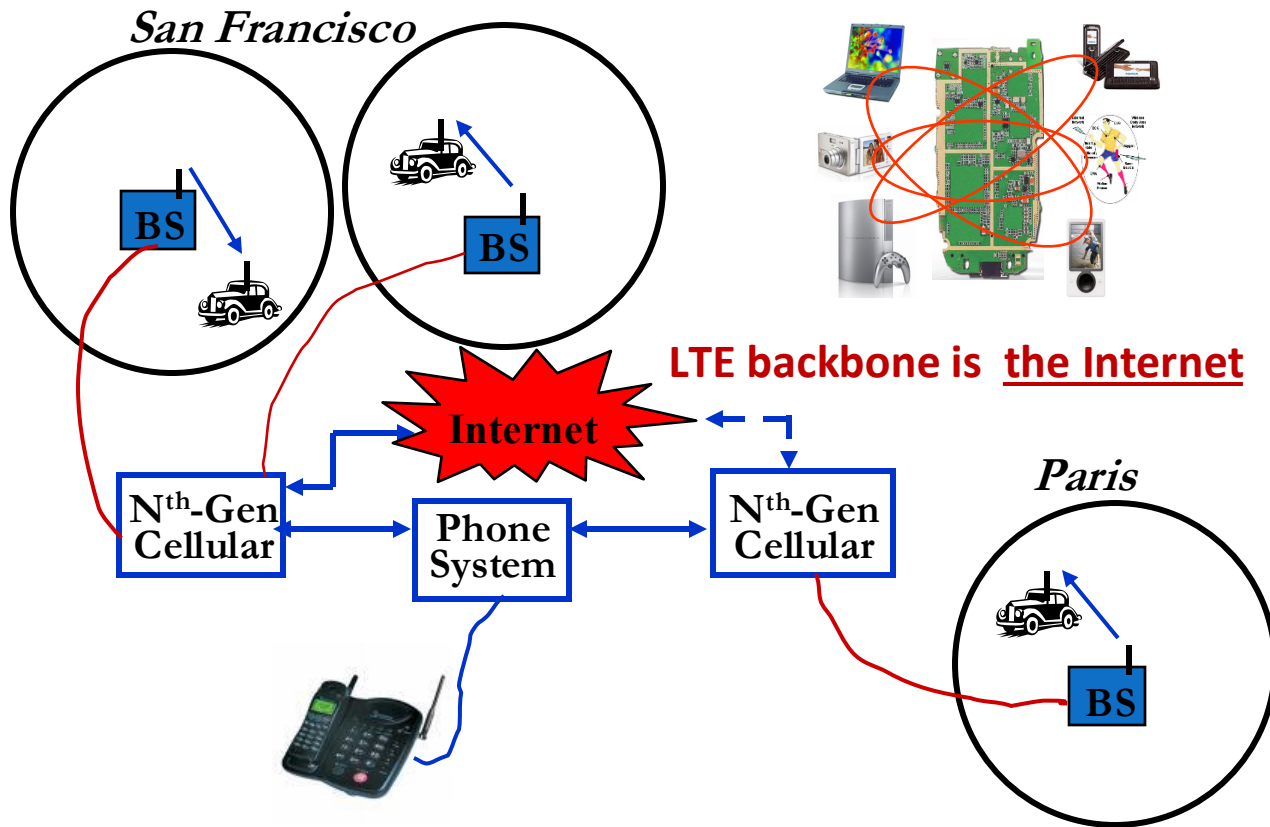 San Francisco
BS
BS
LTE backbone is the Internet
Internet
Nth-Gen
Cellular
Phone
System
Nth-Gen
Cellular
Paris
BS